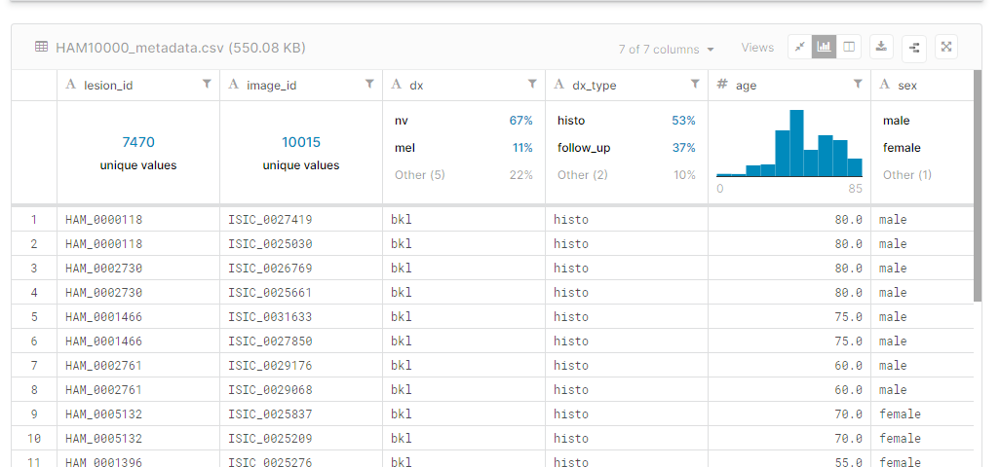 HAM10000_metadata.csv (550.08 KB) 7 of 7 columns Views
A lesion_id A image_id A dx A dx_type # age A sex
7470 unique values 10015 unique values nv 67% mel 11% Other (5) 22% histo 53% follow_up 37% Other (2) 10% 0 85 male female Other (1)
1 HAM_0000118 ISIC_0027419 bkl histo 80.0 male
2 HAM_0000118 ISIC_0025030 bkl histo 80.0 male
3 HAM_0002730 ISIC_0026769 bkl histo 80.0 male
4 HAM_0002730 ISIC_0025661 bkl histo 80.0 male
5 HAM_0001466 ISIC_0031633 bkl histo 75.0 male
6 HAM_0001466 ISIC_0027850 bkl histo 75.0 male
7 HAM_0002761 ISIC_0029176 bkl histo 60.0 male
8 HAM_0002761 ISIC_0029068 bkl histo 60.0 male
9 HAM_0005132 ISIC_0025837 bkl histo 70.0 female
10 HAM_0005132 ISIC_0025209 bkl histo 70.0 female
11 HAM_0001396 ISIC_0025276 bkl histo 55.0 female